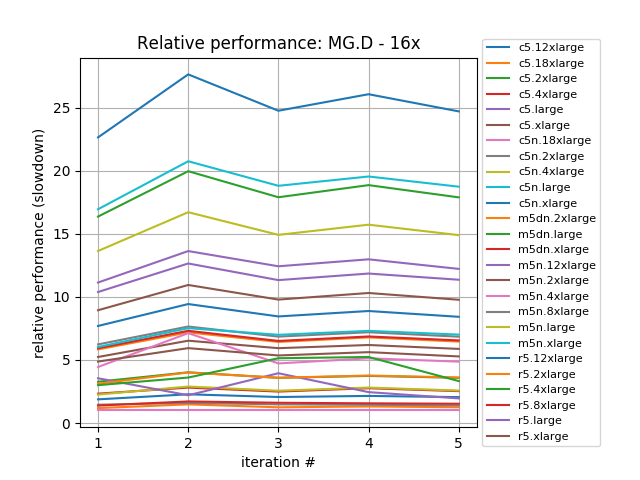 Relative performance: MG.D - 16x
relative performance (slowdown)
25
20
15
10
5
0
1 2 3 4 5
iteration #
c5.12xlarge
c5.18xlarge
c5.2xlarge
c5.4xlarge
c5.large
c5.xlarge
c5n.18xlarge
c5n.2xlarge
c5n.4xlarge
c5n.large
c5n.xlarge
m5dn.2xlarge
m5dn.large
m5dn.xlarge
m5n.12xlarge
m5n.2xlarge
m5n.4xlarge
m5n.8xlarge
m5n.large
m5n.xlarge
r5.12xlarge
r5.2xlarge
r5.4xlarge
r5.8xlarge
r5.large
r5.xlarge